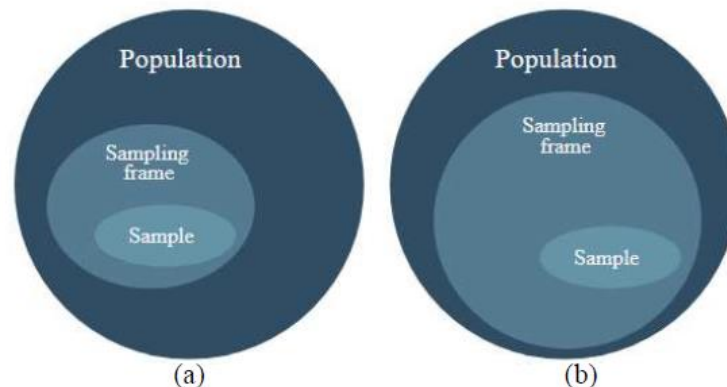 Population
Sampling
frame
Sample
(a)
Population
Sampling
frame
Sample
(b)